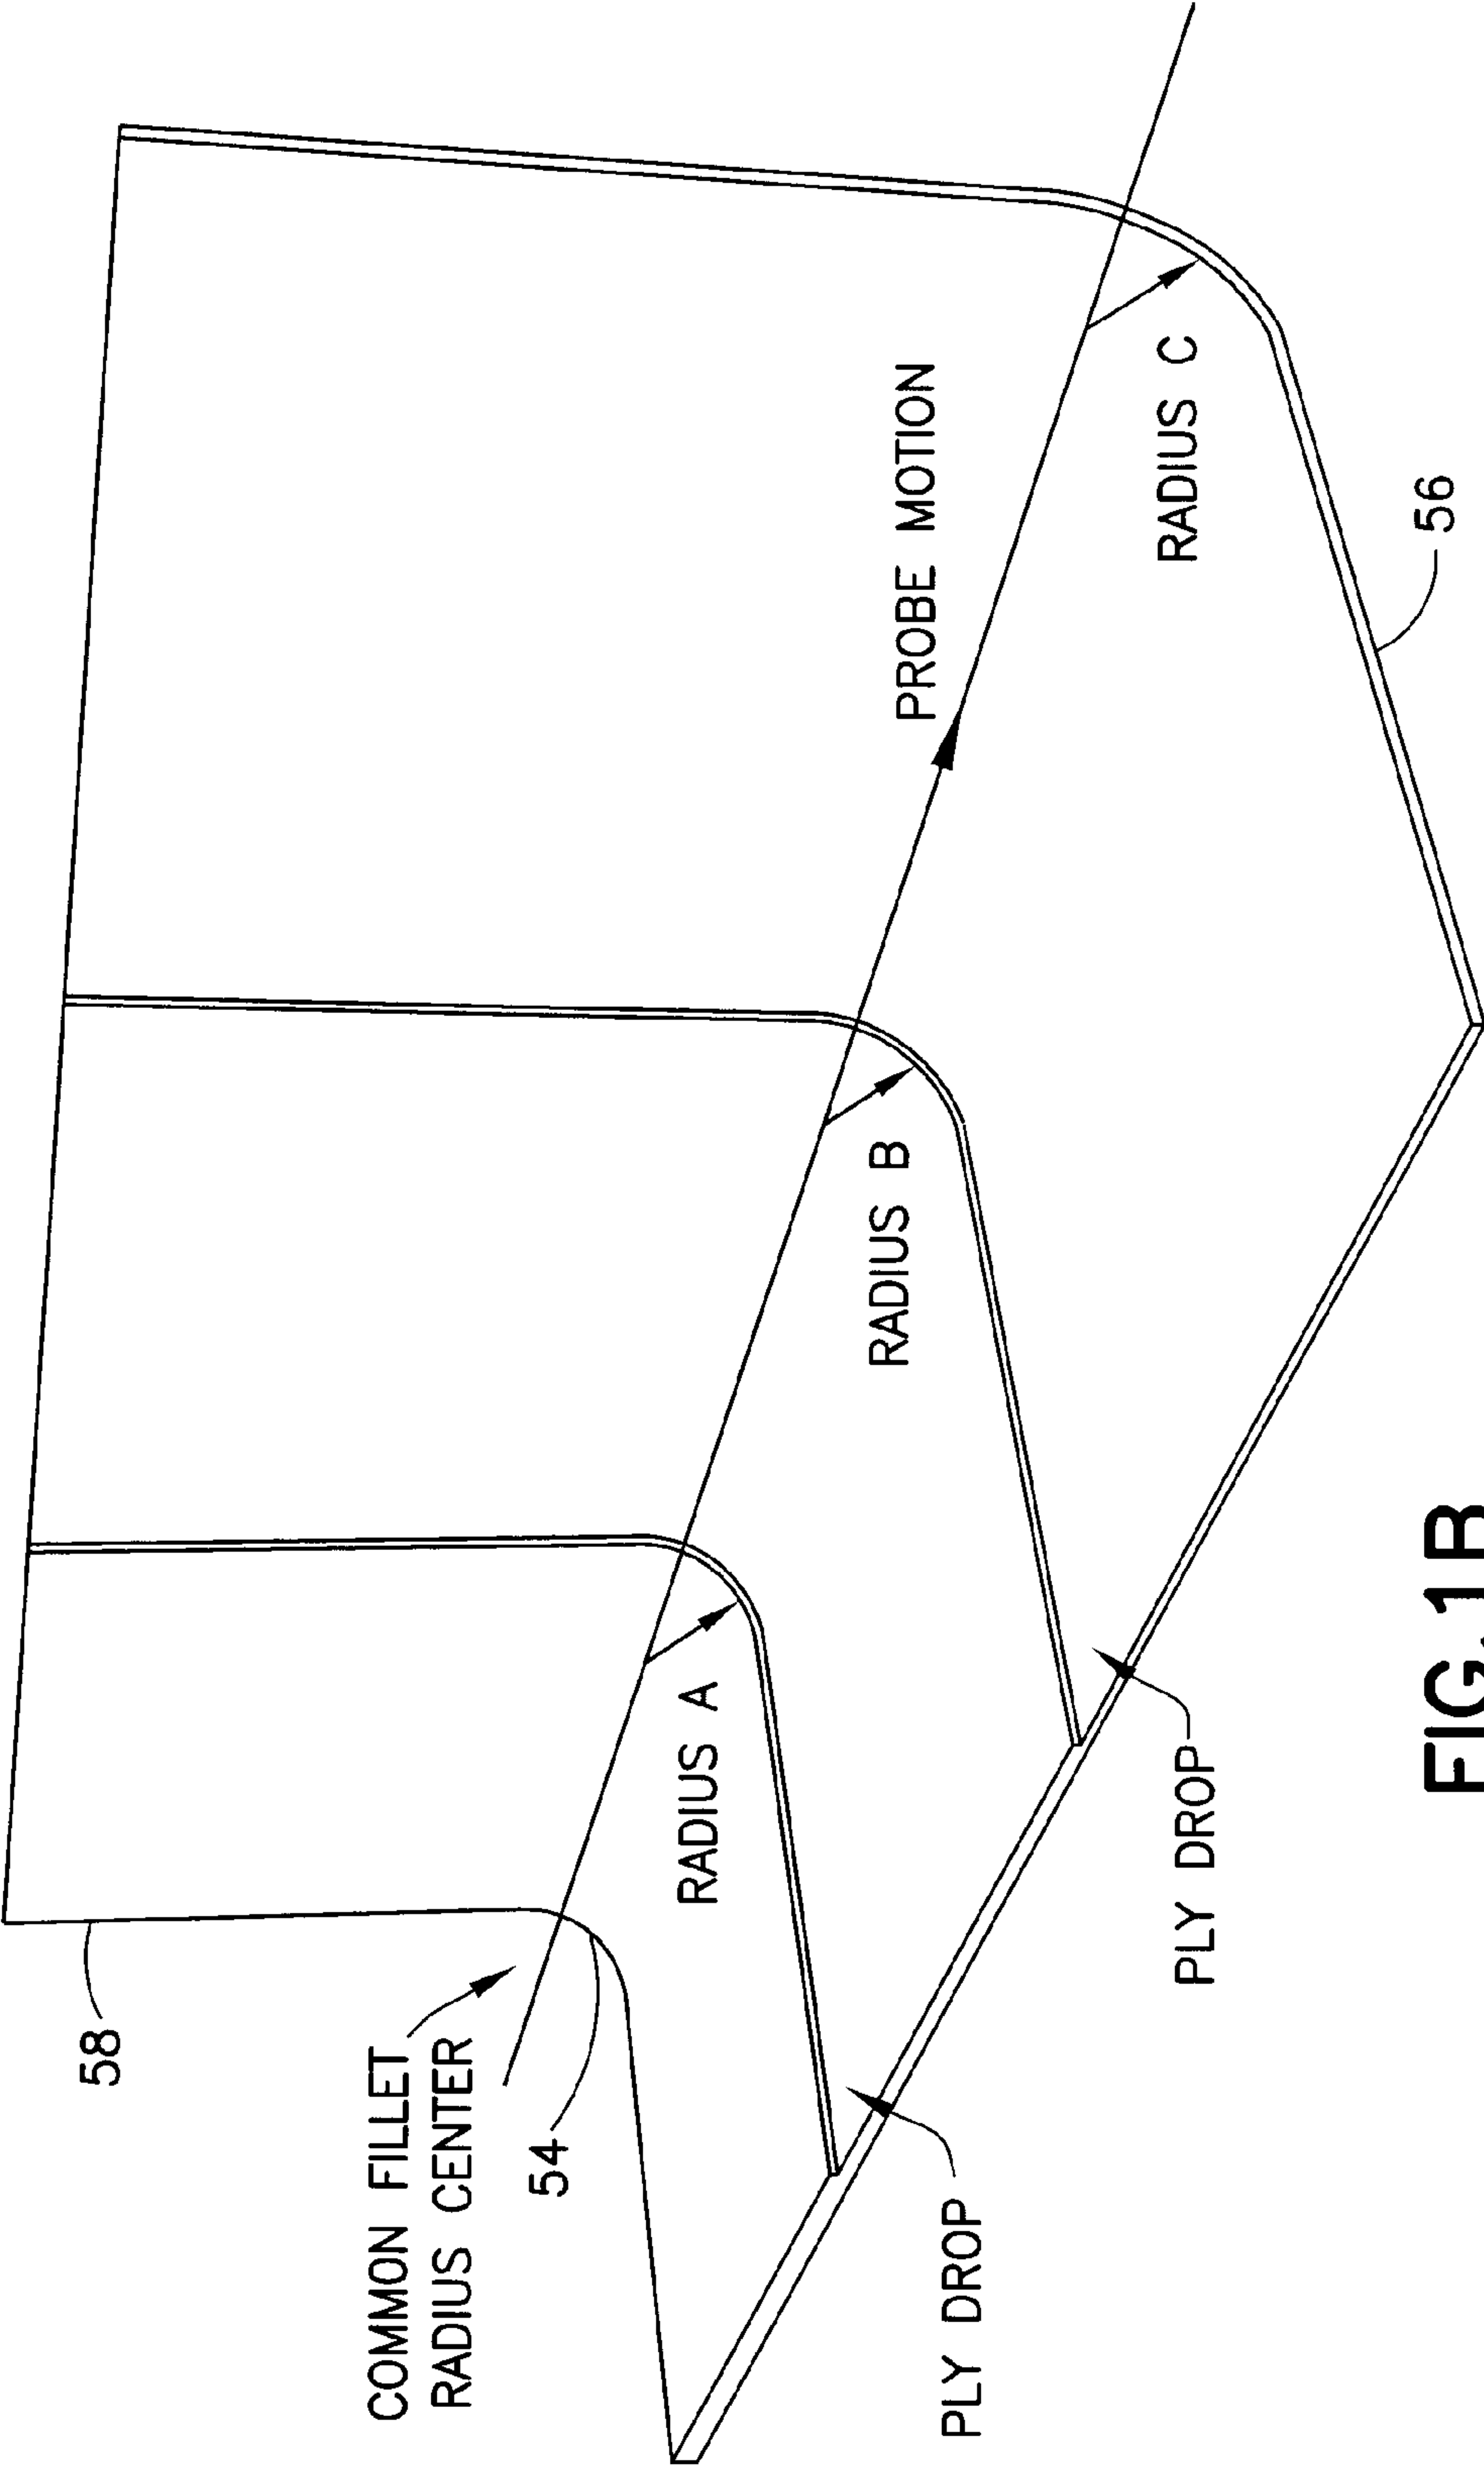 58
COMMON FILLET
RADIUS CENTER
54
RADIUS A
RADIUS B
PROBE MOTION
RADIUS C
PLY DROP
PLY DROP
56
FIG.1B